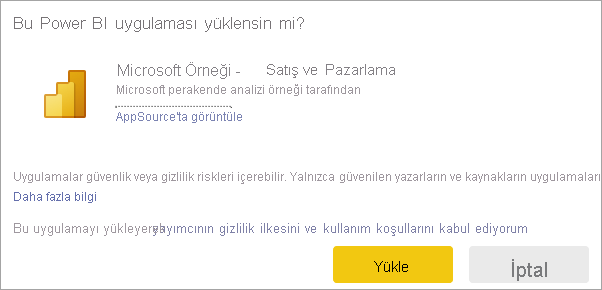 Bu Power BI uygulaması yüklensin mi?
Microsoft Örneği - Satış ve Pazarlama
Microsoft perakende analizi örneği tarafından
AppSource'ta görüntüle
Uygulamalar güvenlik veya gizlilik riskleri içerebilir. Yalnızca güvenilen yazarların ve kaynakların uygulamaları
Daha fazla bilgi
Bu uygulamayı yükleyerek yayımcının gizlilik ilkesini ve kullanım koşullarını kabul ediyorum
Yükle
İptal